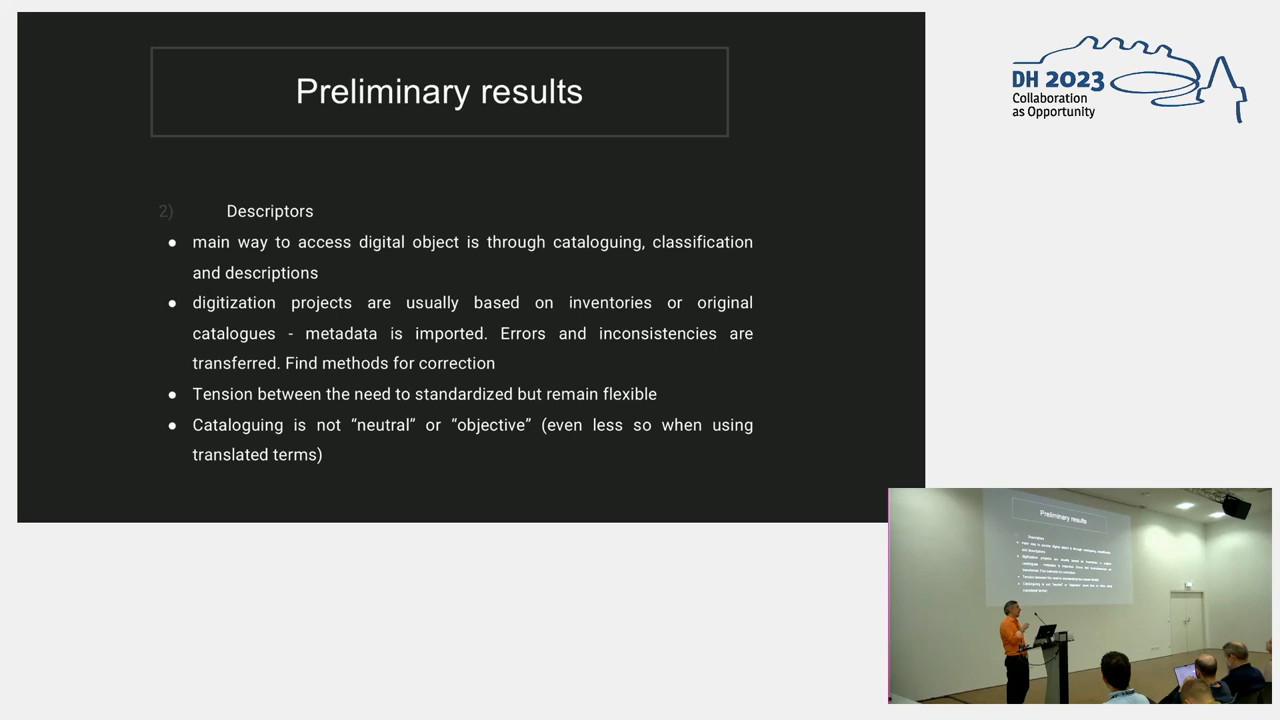 Preliminary results
2) Descriptors
● main way to access digital object is through cataloguing, classification
and descriptions
● digitization projects are usually based on inventories or original
catalogues - metadata is imported. Errors and inconsistencies are
transferred. Find methods for correction
● Tension between the need to standardized but remain flexible
● Cataloguing is not “neutral” or “objective” (even less so when using
translated terms)
DH 2023
Collaboration
as Opportunity
Preliminary results
Descriptors